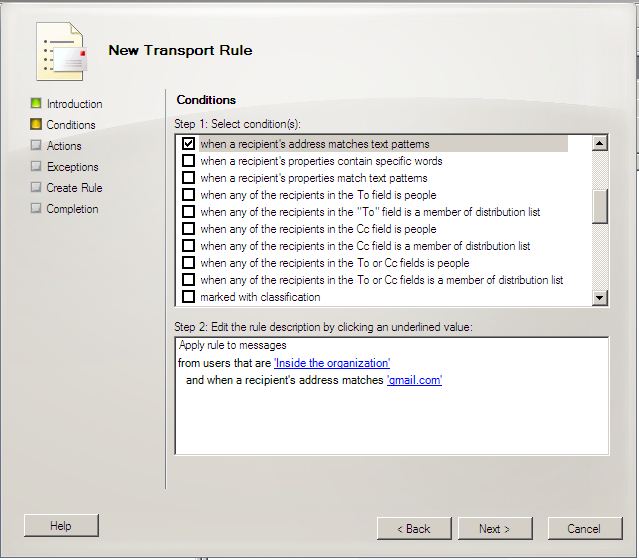 New Transport Rule
Introduction
Conditions
Actions
Exceptions
Create Rule
Completion
Conditions
Step 1: Select condition(s):
when a recipient's address matches text patterns
when a recipient's properties contain specific words
when a recipient's properties match text patterns
when any of the recipients in the To field is people
when any of the recipients in the "To" field is a member of distribution list
when any of the recipients in the Cc field is people
when any of the recipients in the Cc field is a member of distribution list
when any of the recipients in the To or Cc fields is people
when any of the recipients in the To or Cc fields is a member of distribution list
marked with classification
Step 2: Edit the rule description by clicking an underlined value:
Apply rule to messages
from users that are 'Inside the organization'
and when a recipient's address matches 'gmail.com'
Help
< Back
Next >
Cancel